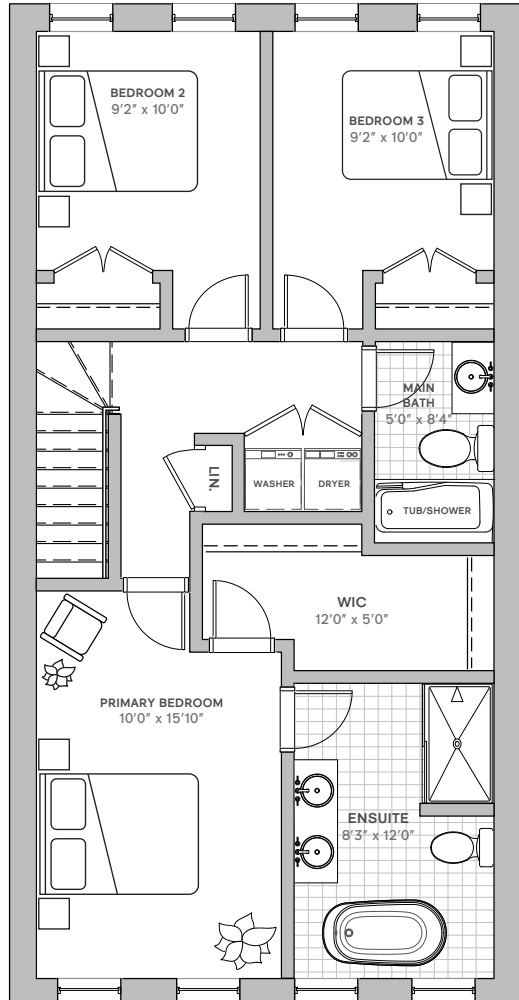 BEDROOM 2
9'2" x 10'0"
BEDROOM 3
9'2" x 10'0"
MAIN
BATH
5'0" x 8'4"
LIN.
WASHER
DRYER
TUB/SHOWER
WIC
12'0" x 5'0"
PRIMARY BEDROOM
10'0" x 15'10"
ENSUITE
8'3" x 12'0"